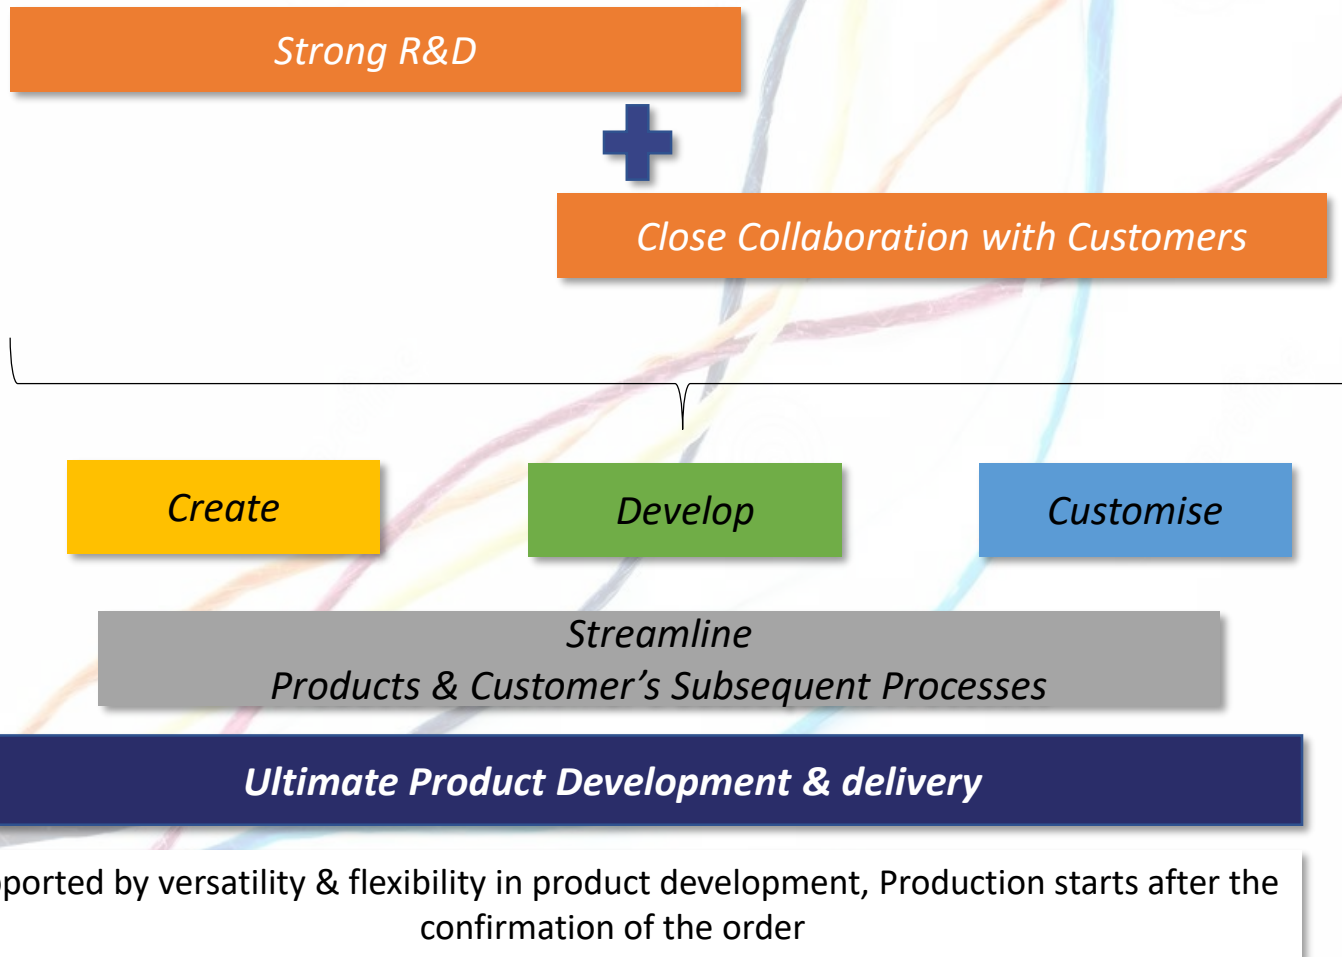 Strong R&D
Close Collaboration with Customers
Create
Develop
Customise
Streamline
Products & Customer’s Subsequent Processes
Ultimate Product Development & delivery
by versatility & flexibility in product development, Production starts after the
confirmation of the order